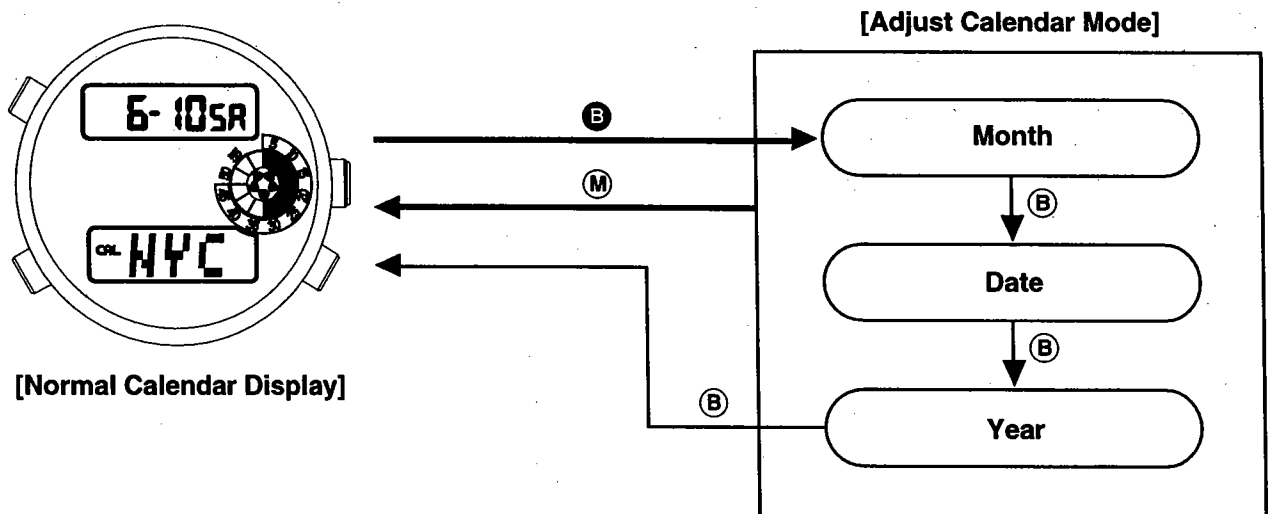 [Adjust Calendar Mode]
6-10SA
B
Month
M
B
CAL NYC
Date
B
[Normal Calendar Display]
B
Year